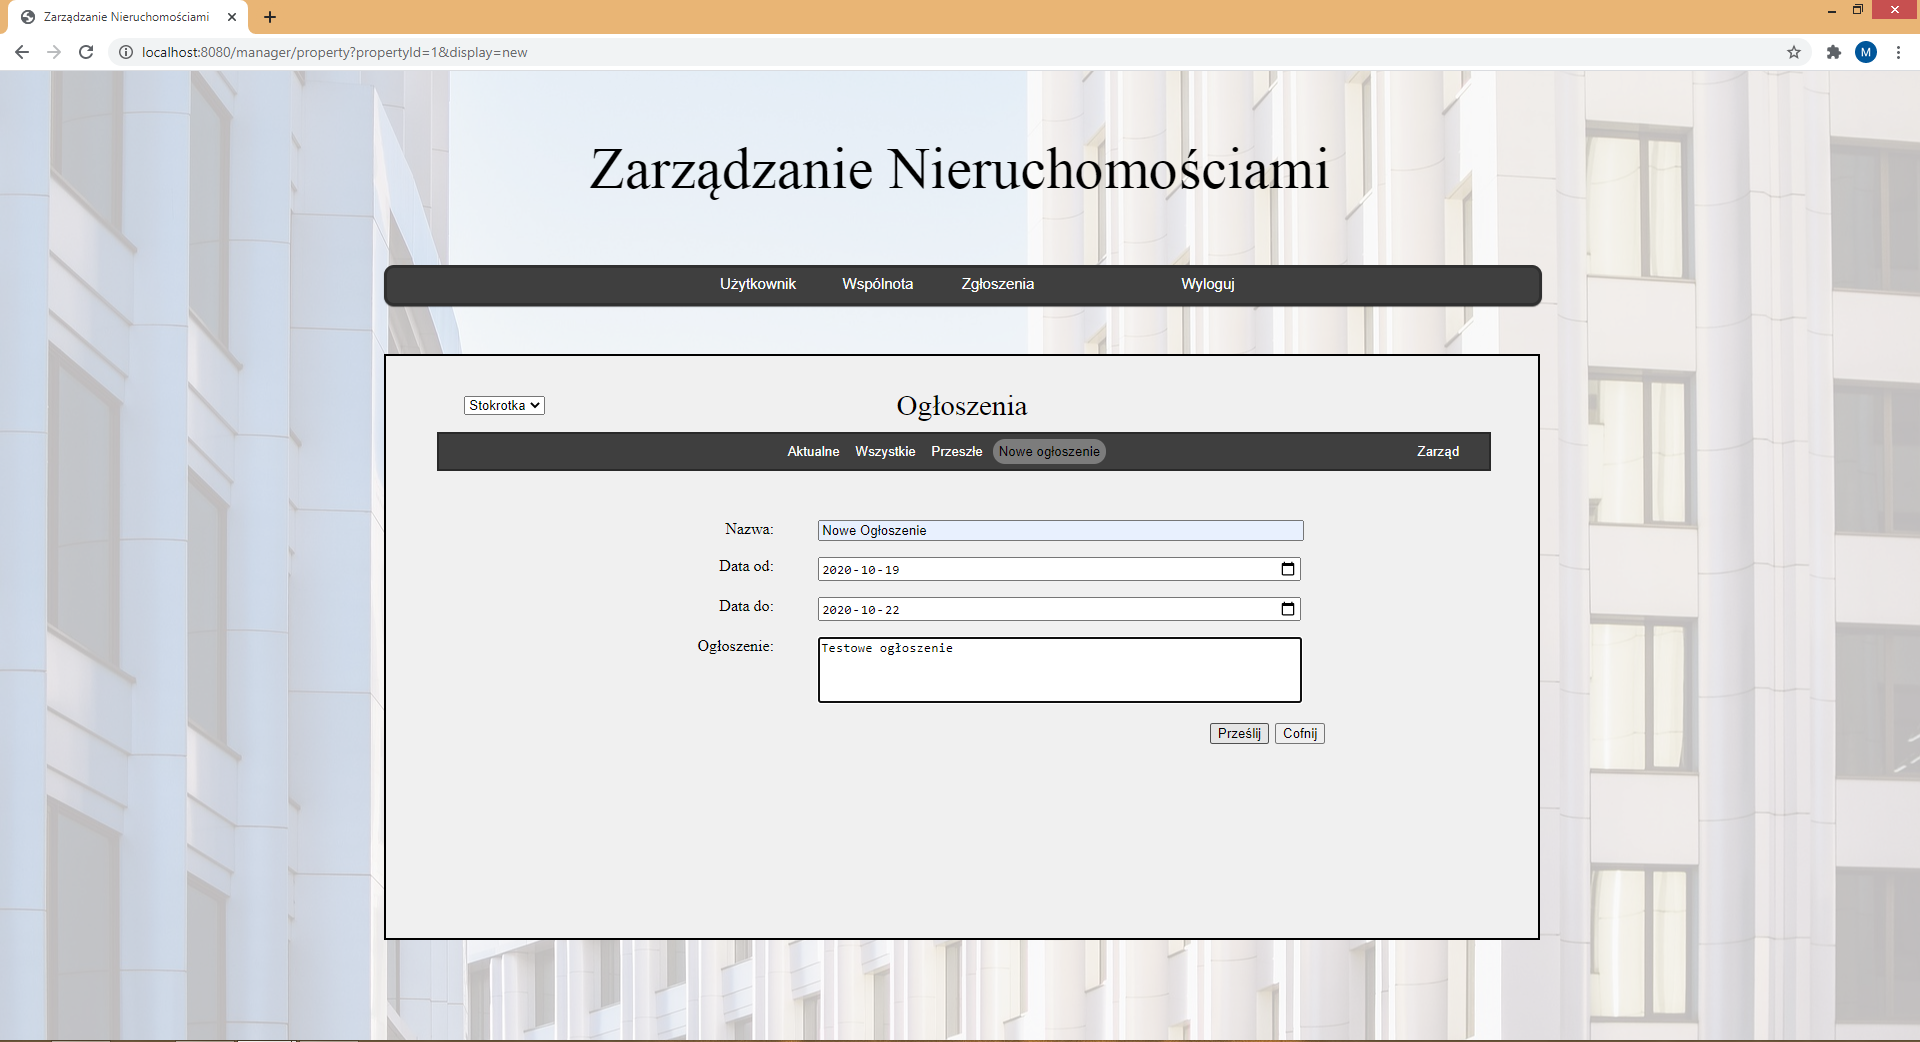 Zarządzanie Nieruchomościami
localhost:8080/manager/property?propertyId=1&display=new
M
Zarządzanie Nieruchomościami
Użytkownik Wspólnota Zgłoszenia Wyloguj
Stokrotka
Ogłoszenia
Aktualne Wszystkie Przeszłe Nowe ogłoszenie Zarząd
Nazwa: Nowe Ogłoszenie
Data od: 2020-10-19
Data do: 2020-10-22
Ogłoszenie: Testowe ogłoszenie
Prześlij Cofnij